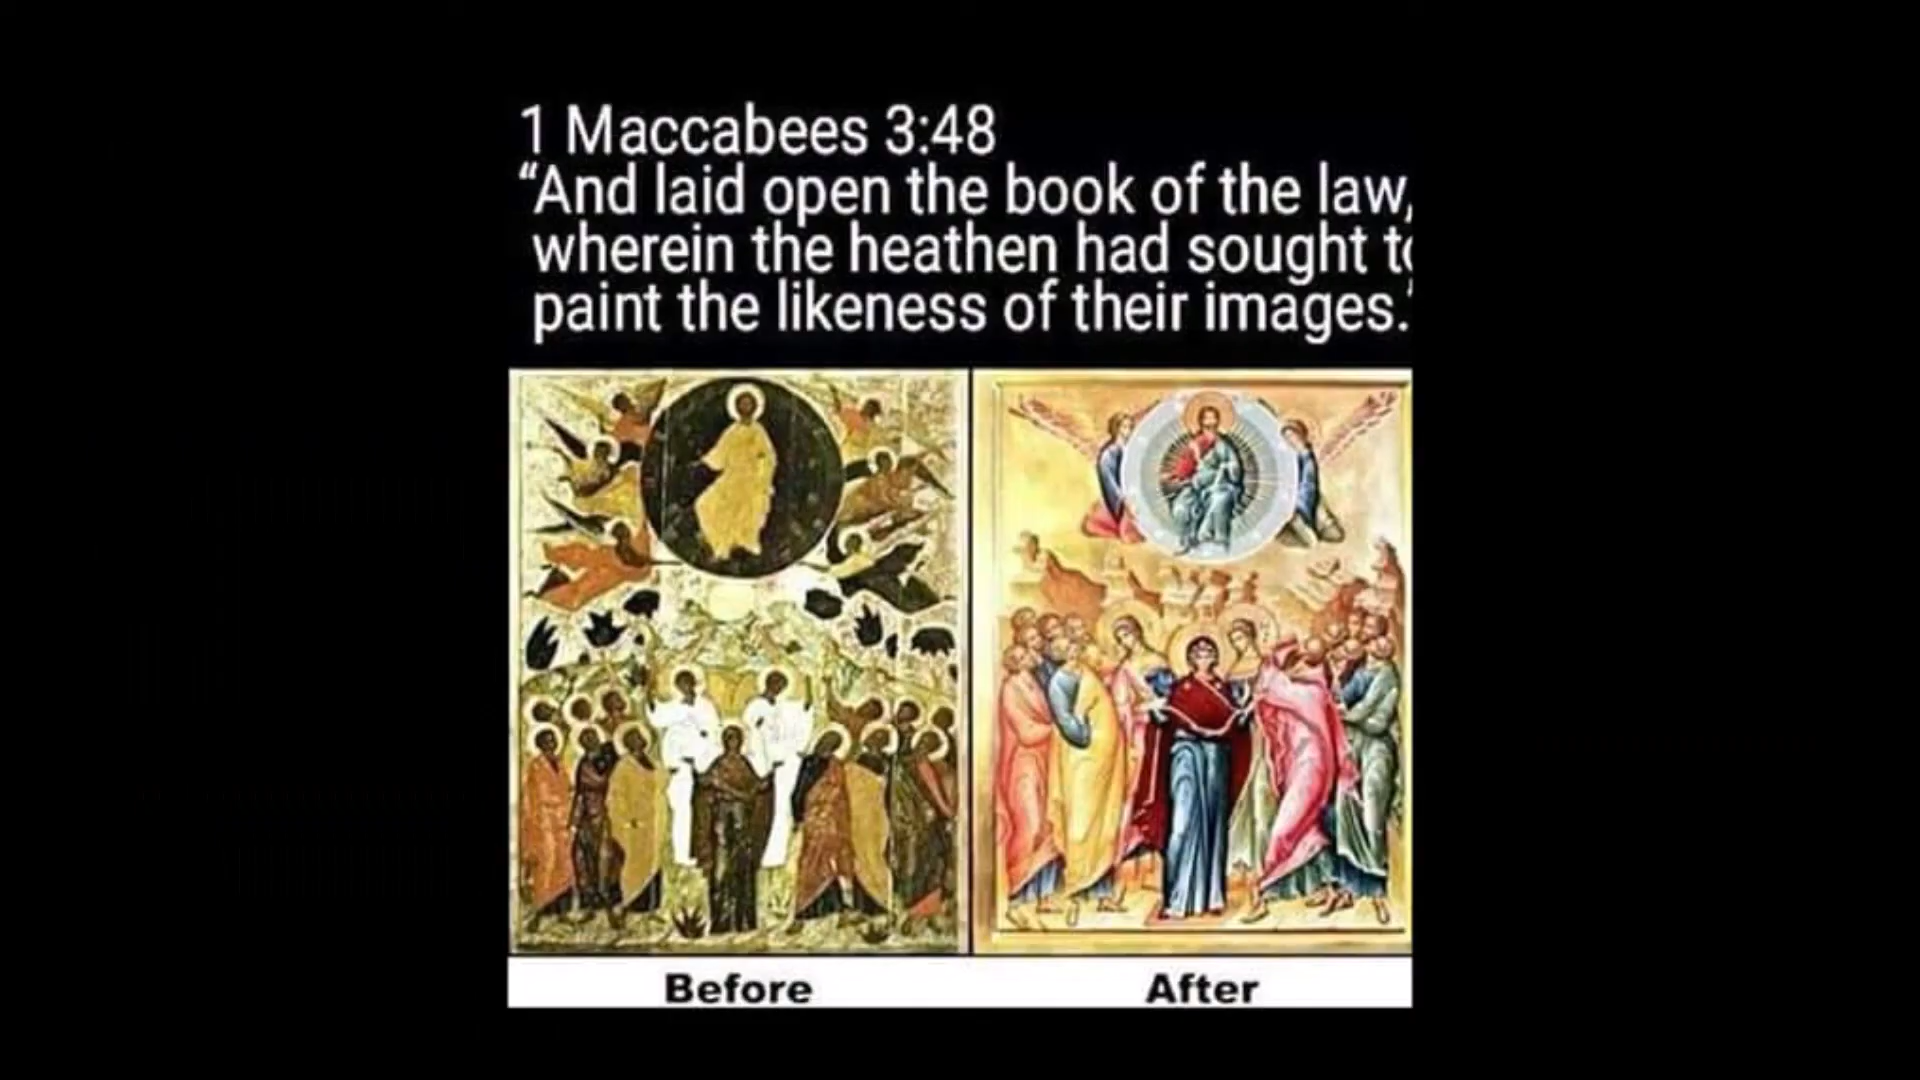 1 Maccabees 3:48
“And laid open the book of the law,
wherein the heathen had sought to
paint the likeness of their images.”
Before
After